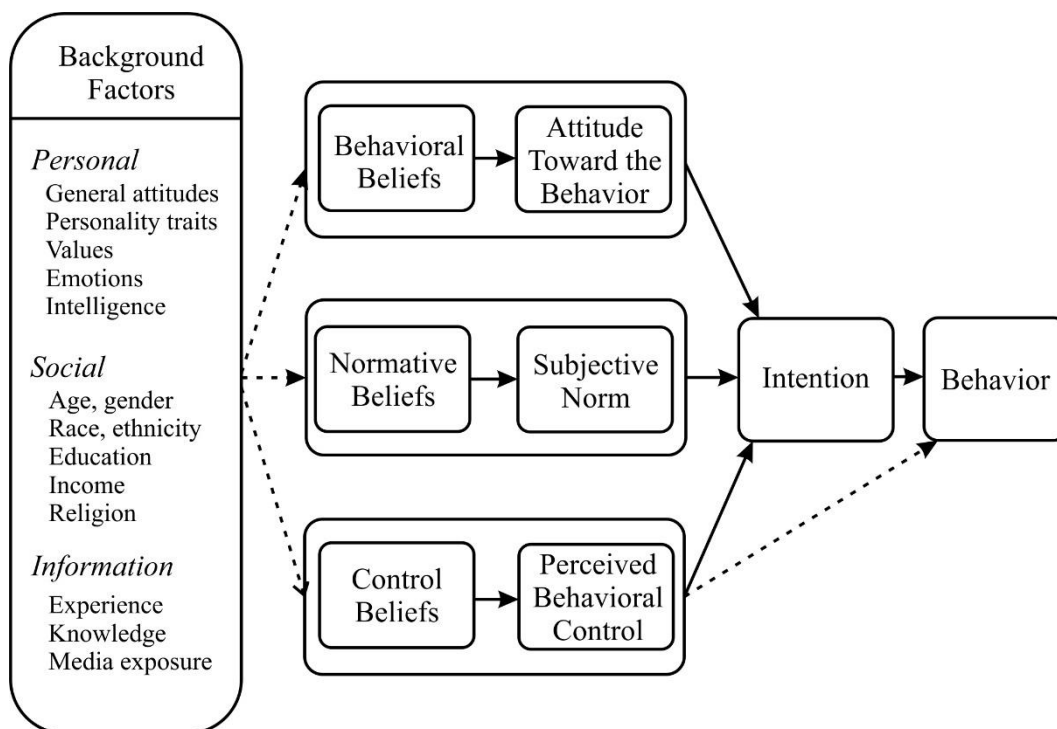 Background
Factors
Personal
General attitudes
Personality traits
Values
Emotions
Intelligence
Social
Age, gender
Race, ethnicity
Education
Income
Religion
Information
Experience
Knowledge
Media exposure
Behavioral
Beliefs
Attitude
Toward the
Behavior
Normative
Beliefs
Subjective
Norm
Control
Beliefs
Perceived
Behavioral
Control
Intention
Behavior